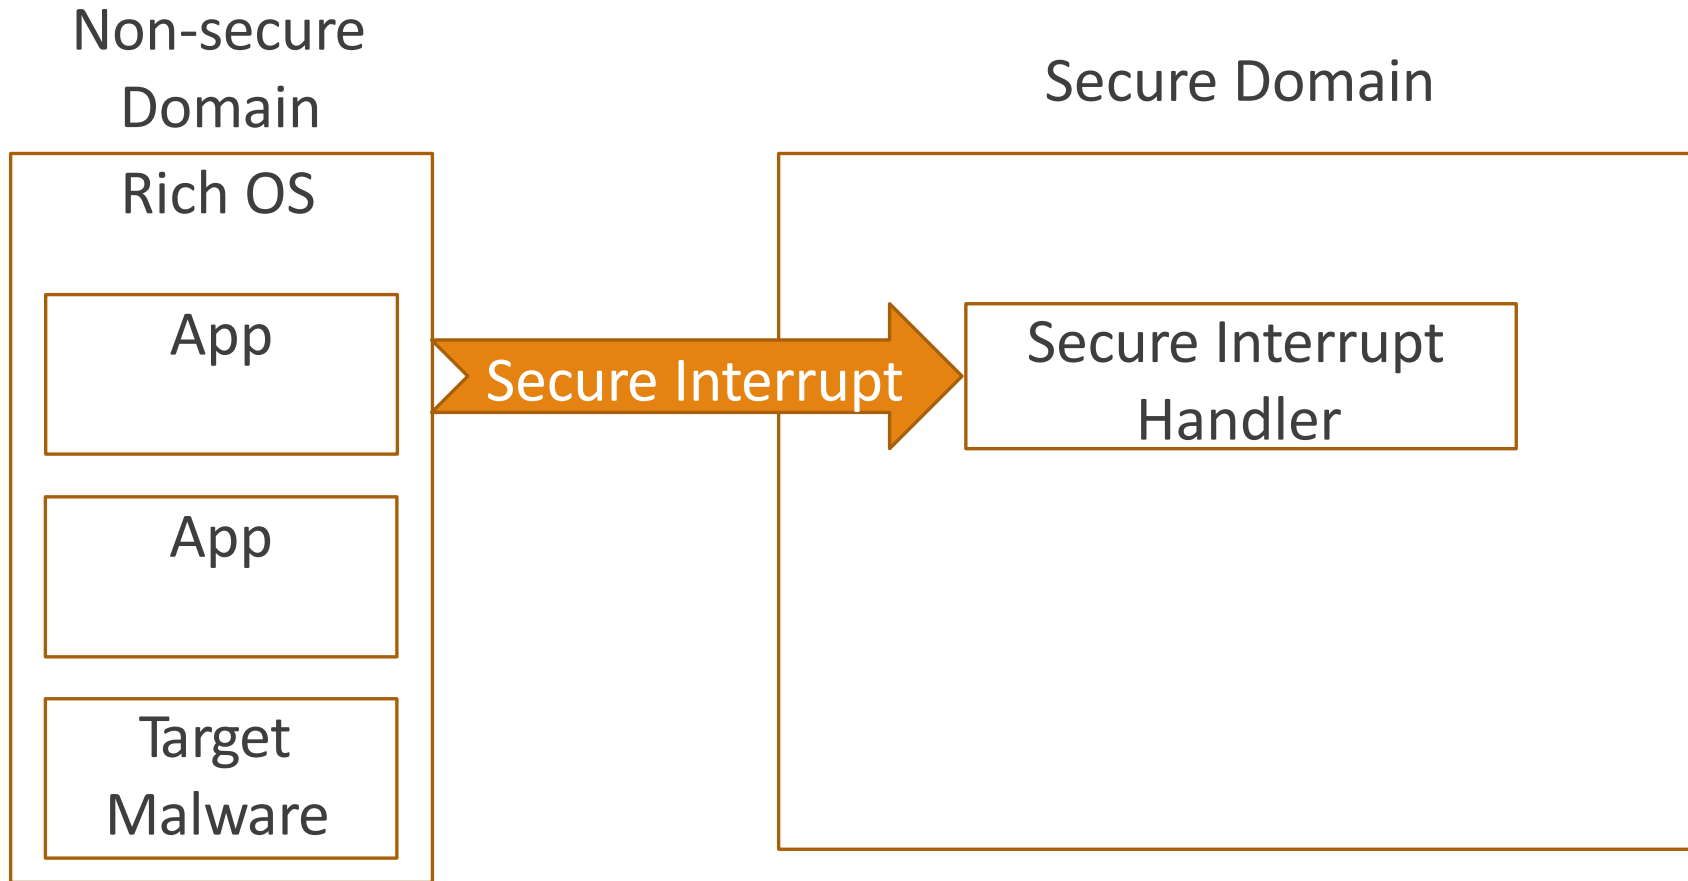 Non-secure
Domain
Secure Domain
Rich OS
App
Secure Interrupt
Secure Interrupt
Handler
App
Target
Malware